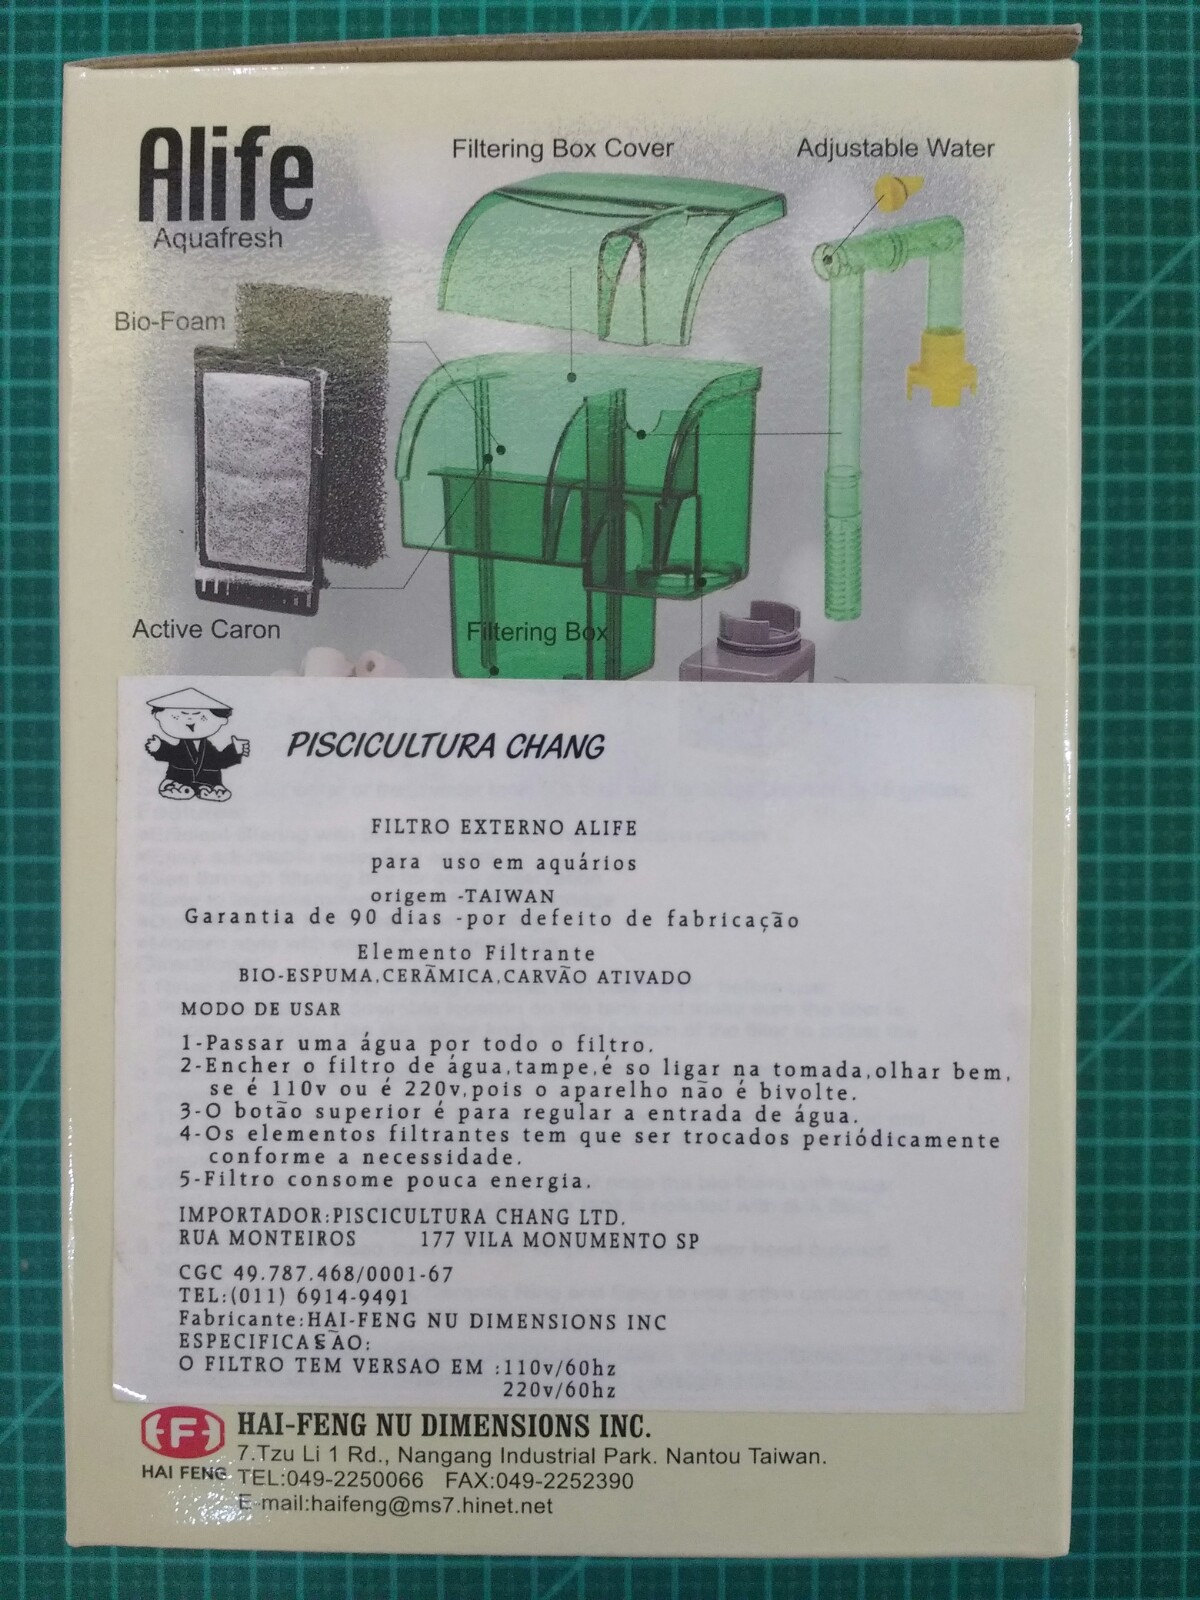 Alife
Aquafresh
Filtering Box Cover
Adjustable Water
Bio-Foam
Active Caron
Filtering Box
PISCICULTURA CHANG
FILTRO EXTERNO ALIFE
para uso em aquários
origem -TAIWAN
Garantia de 90 dias -por defeito de fabricação
Elemento Filtrante
BIO-ESPUMA,CERÃMICA,CARVÃO ATIVADO
MODO DE USAR
1-Passar uma água por todo o filtro.
2-Encher o filtro de água,tampe,é so ligar na tomada,olhar bem,
se é 110v ou é 220v,pois o aparelho não é bivolte.
3-O botão superior é para regular a entrada de água.
4-Os elementos filtrantes tem que ser trocados periódicamente
conforme a necessidade.
5-Filtro consome pouca energia.
IMPORTADOR:PISCICULTURA CHANG LTD.
RUA MONTEIROS 177 VILA MONUMENTO SP
CGC 49.787.468/0001-67
TEL:(011) 6914-9491
Fabricante:HAI-FENG NU DIMENSIONS INC
ESPECIFICASÃO:
O FILTRO TEM VERSAO EM :110v/60hz
220v/60hz
HAI FENG
HAI-FENG NU DIMENSIONS INC.
7.Tzu Li 1 Rd., Nangang Industrial Park. Nantou Taiwan.
TEL:049-2250066 FAX:049-2252390
E-mail:haifeng@ms7.hinet.net